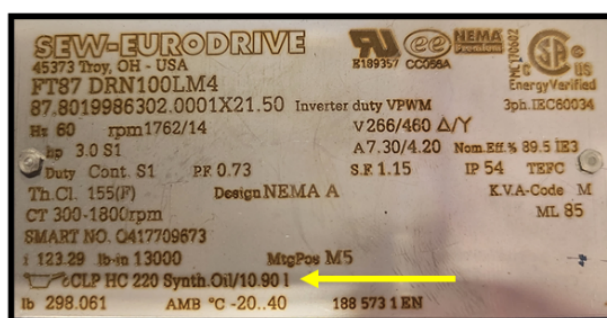 SEW-EURODRIVE
45373 Troy, OH - USA
E189357 CC056A NEMA Premium
C US
Energy Verified
FT87 DRN100LM4
87.8019986302.0001X21.50 Inverter duty VPWM 3ph.IEC60034
Hz 60 rpm 1762/14 V 266/460 Δ/Y
hp 3.0 S1 A 7.30/4.20 Nom.Eff.% 89.5 IE3
Duty Cont. S1 PF 0.73 S.F. 1.15 IP 54 TEFC
Th.Cl. 155(F) Design NEMA A K.V.A-Code M
CT 300-1800rpm ML 85
SMART NO. 0417709673
i 123.29 lb-in 13000 MtgPos M5
CLP HC 220 Synth.Oil/10.90 l
lb 298.061 AMB °C -20..40 188 573 1 EN